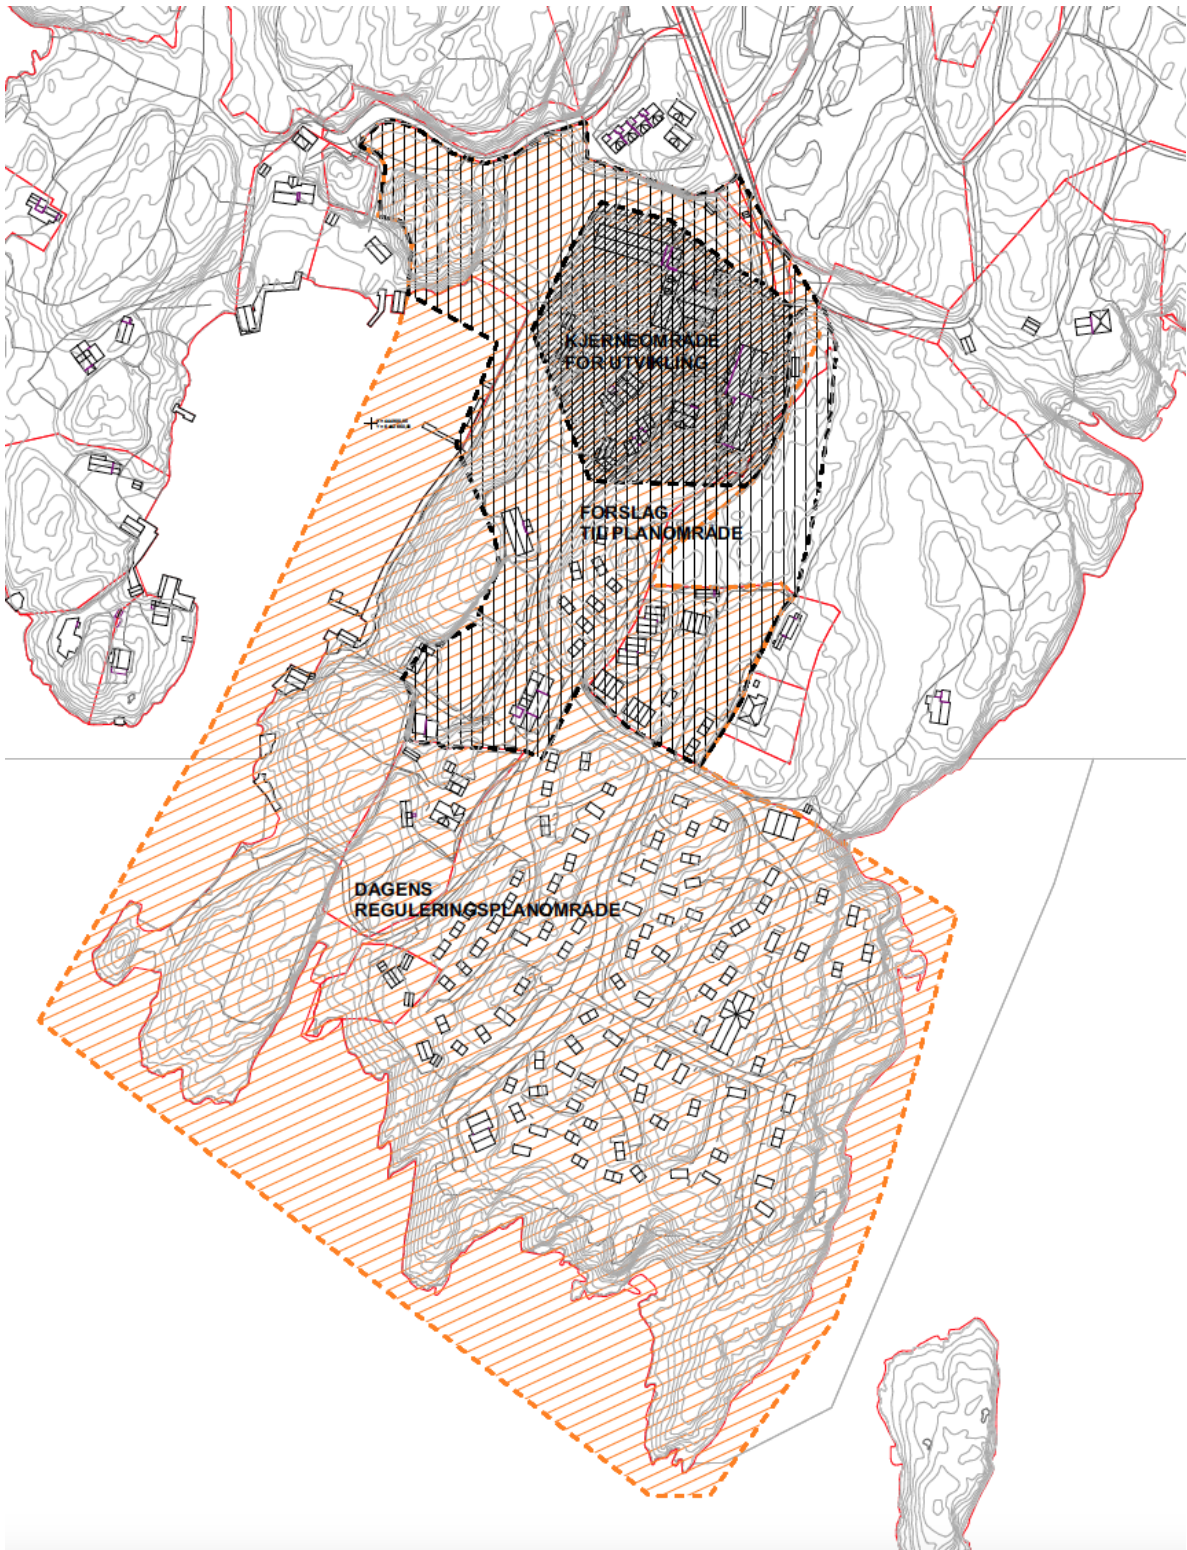 KJERNEOMRÅDE
FOR UTVIKLING
FORSLAG
TIL PLANOMRÅDE
DAGENS
REGULERINGSPLANOMRÅDE